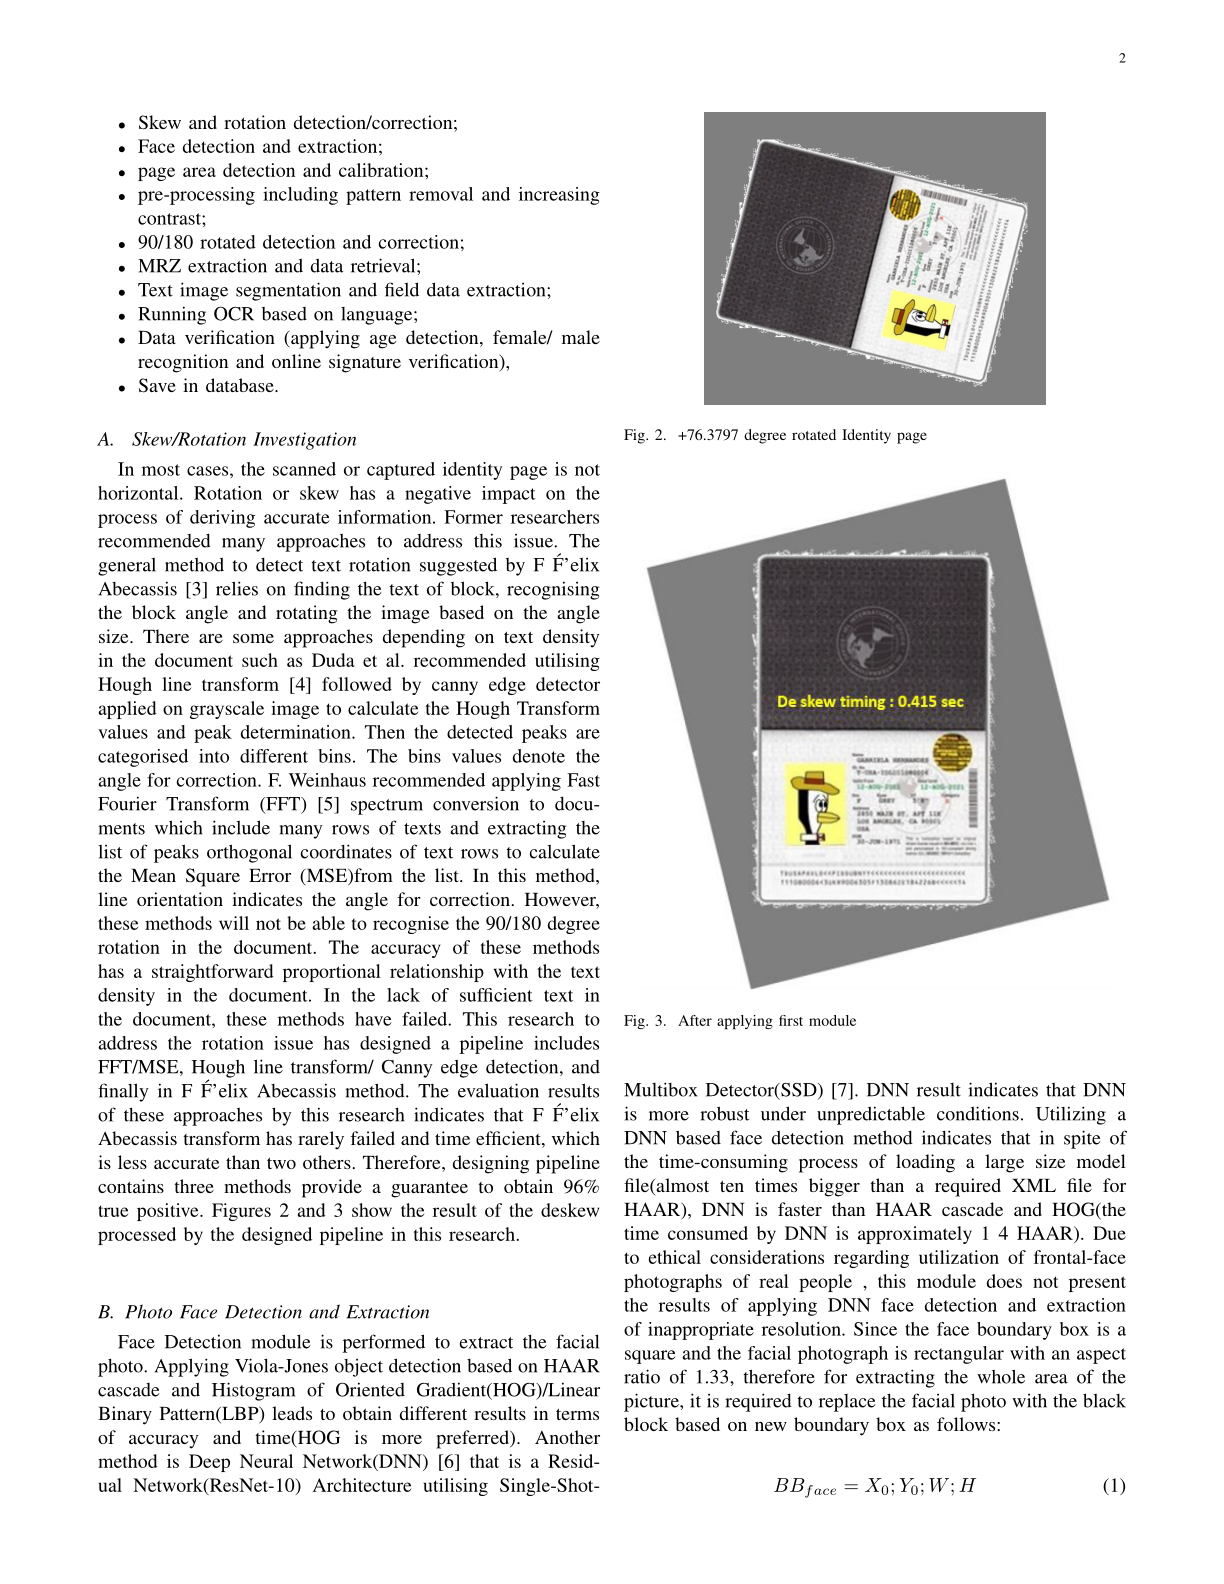 2
• Skew and rotation detection/correction;
• Face detection and extraction;
• page area detection and calibration;
• pre-processing including pattern removal and increasing
contrast;
• 90/180 rotated detection and correction;
• MRZ extraction and data retrieval;
• Text image segmentation and field data extraction;
• Running OCR based on language;
• Data verification (applying age detection, female/ male
recognition and online signature verification),
• Save in database.
A. Skew/Rotation Investigation
In most cases, the scanned or captured identity page is not
horizontal. Rotation or skew has a negative impact on the
process of deriving accurate information. Former researchers
recommended many approaches to address this issue. The
general method to detect text rotation suggested by F F́'elix
Abecassis [3] relies on finding the text of block, recognising
the block angle and rotating the image based on the angle
size. There are some approaches depending on text density
in the document such as Duda et al. recommended utilising
Hough line transform [4] followed by canny edge detector
applied on grayscale image to calculate the Hough Transform
values and peak determination. Then the detected peaks are
categorised into different bins. The bins values denote the
angle for correction. F. Weinhaus recommended applying Fast
Fourier Transform (FFT) [5] spectrum conversion to docu-
ments which include many rows of texts and extracting the
list of peaks orthogonal coordinates of text rows to calculate
the Mean Square Error (MSE)from the list. In this method,
line orientation indicates the angle for correction. However,
these methods will not be able to recognise the 90/180 degree
rotation in the document. The accuracy of these methods
has a straightforward proportional relationship with the text
density in the document. In the lack of sufficient text in
the document, these methods have failed. This research to
address the rotation issue has designed a pipeline includes
FFT/MSE, Hough line transform/ Canny edge detection, and
finally in F F́'elix Abecassis method. The evaluation results
of these approaches by this research indicates that F F́'elix
Abecassis transform has rarely failed and time efficient, which
is less accurate than two others. Therefore, designing pipeline
contains three methods provide a guarantee to obtain 96%
true positive. Figures 2 and 3 show the result of the deskew
processed by the designed pipeline in this research.
B. Photo Face Detection and Extraction
Face Detection module is performed to extract the facial
photo. Applying Viola-Jones object detection based on HAAR
cascade and Histogram of Oriented Gradient(HOG)/Linear
Binary Pattern(LBP) leads to obtain different results in terms
of accuracy and time(HOG is more preferred). Another
method is Deep Neural Network(DNN) [6] that is a Resid-
ual Network(ResNet-10) Architecture utilising Single-Shot-
Fig. 2. +76.3797 degree rotated Identity page
De skew timing : 0.415 sec
GABRIELA HERNANDEZ
12-AUG-2021
F GREY
2850 MAIN ST, APT 11E
LOS ANGELES, CA 90001
USA
30-JUN-1971
Fig. 3. After applying first module
Multibox Detector(SSD) [7]. DNN result indicates that DNN
is more robust under unpredictable conditions. Utilizing a
DNN based face detection method indicates that in spite of
the time-consuming process of loading a large size model
file(almost ten times bigger than a required XML file for
HAAR), DNN is faster than HAAR cascade and HOG(the
time consumed by DNN is approximately 1 4 HAAR). Due
to ethical considerations regarding utilization of frontal-face
photographs of real people , this module does not present
the results of applying DNN face detection and extraction
of inappropriate resolution. Since the face boundary box is a
square and the facial photograph is rectangular with an aspect
ratio of 1.33, therefore for extracting the whole area of the
picture, it is required to replace the facial photo with the black
block based on new boundary box as follows:
BB_face = X₀; Y₀; W; H (1)